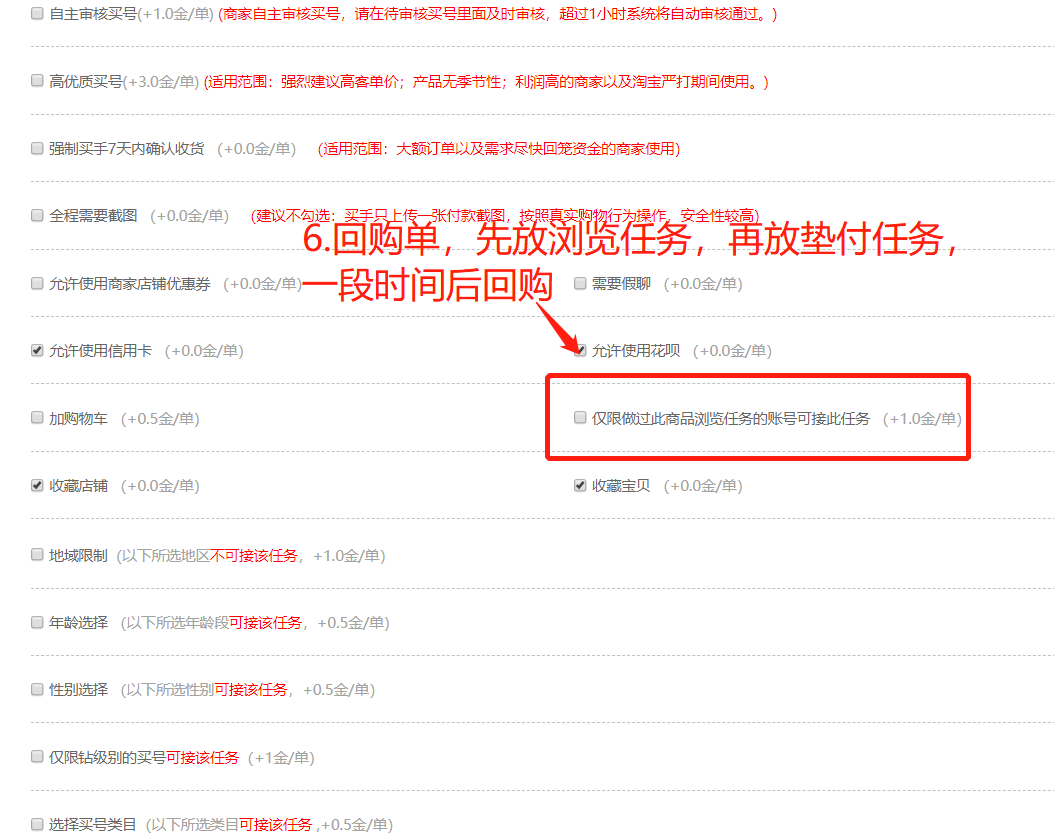 自主审核买号(+1.0金/单) (商家自主审核买号，请在待审核买号里面及时审核，超过1小时系统将自动审核通过。)
高优质买号(+3.0金/单) (适用范围：强烈建议高客单价；产品无季节性；利润高的商家以及淘宝严打期间使用。)
强制买手7天内确认收货 (+0.0金/单) (适用范围：大额订单以及需求尽快回笼资金的商家使用)
全程需要截图 (+0.0金/单) (建议不勾选：买手只上传一张付款截图，按照真实购物行为操作，安全性较高)
6.回购单，先放浏览任务，再放垫付任务，
一段时间后回购
允许使用商家店铺优惠券 (+0.0金/单) 需要假聊 (+0.0金/单)
允许使用信用卡 (+0.0金/单) 允许使用花呗 (+0.0金/单)
加购物车 (+0.5金/单) 仅限做过此商品浏览任务的账号可接此任务 (+1.0金/单)
收藏店铺 (+0.0金/单) 收藏宝贝 (+0.0金/单)
地域限制 (以下所选地区不可接该任务，+1.0金/单)
年龄选择 (以下所选年龄段可接该任务，+0.5金/单)
性别选择 (以下所选性别可接该任务，+0.5金/单)
仅限钻级别的买号可接该任务 (+1金/单)
选择买号类目 (以下所选类目可接该任务 ,+0.5金/单)